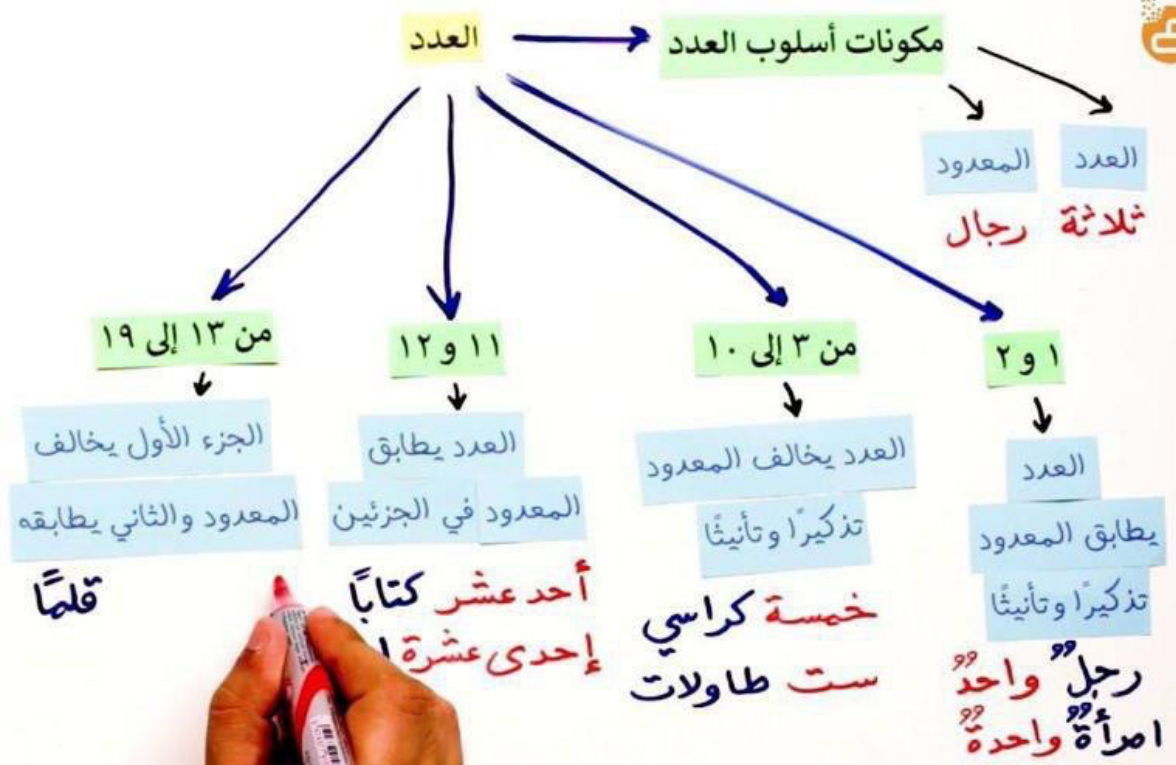 العدد
مكونات أسلوب العدد
العدد
المعدود
ثلاثة رجال
١ و ٢
العدد
يطابق المعدود
تذكيرًا وتأنيثًا
رجلٌ واحدٌ
امرأةٌ واحدةٌ
من ٣ إلى ١٠
العدد يخالف المعدود
تذكيرًا وتأنيثًا
خمسة كراسي
ست طاولات
١١ و ١٢
العدد يطابق
المعدود في الجزئين
أحد عشر كتابًا
إحدى عشرة
من ١٣ إلى ١٩
الجزء الأول يخالف
المعدود والثاني يطابقه
قلمًا